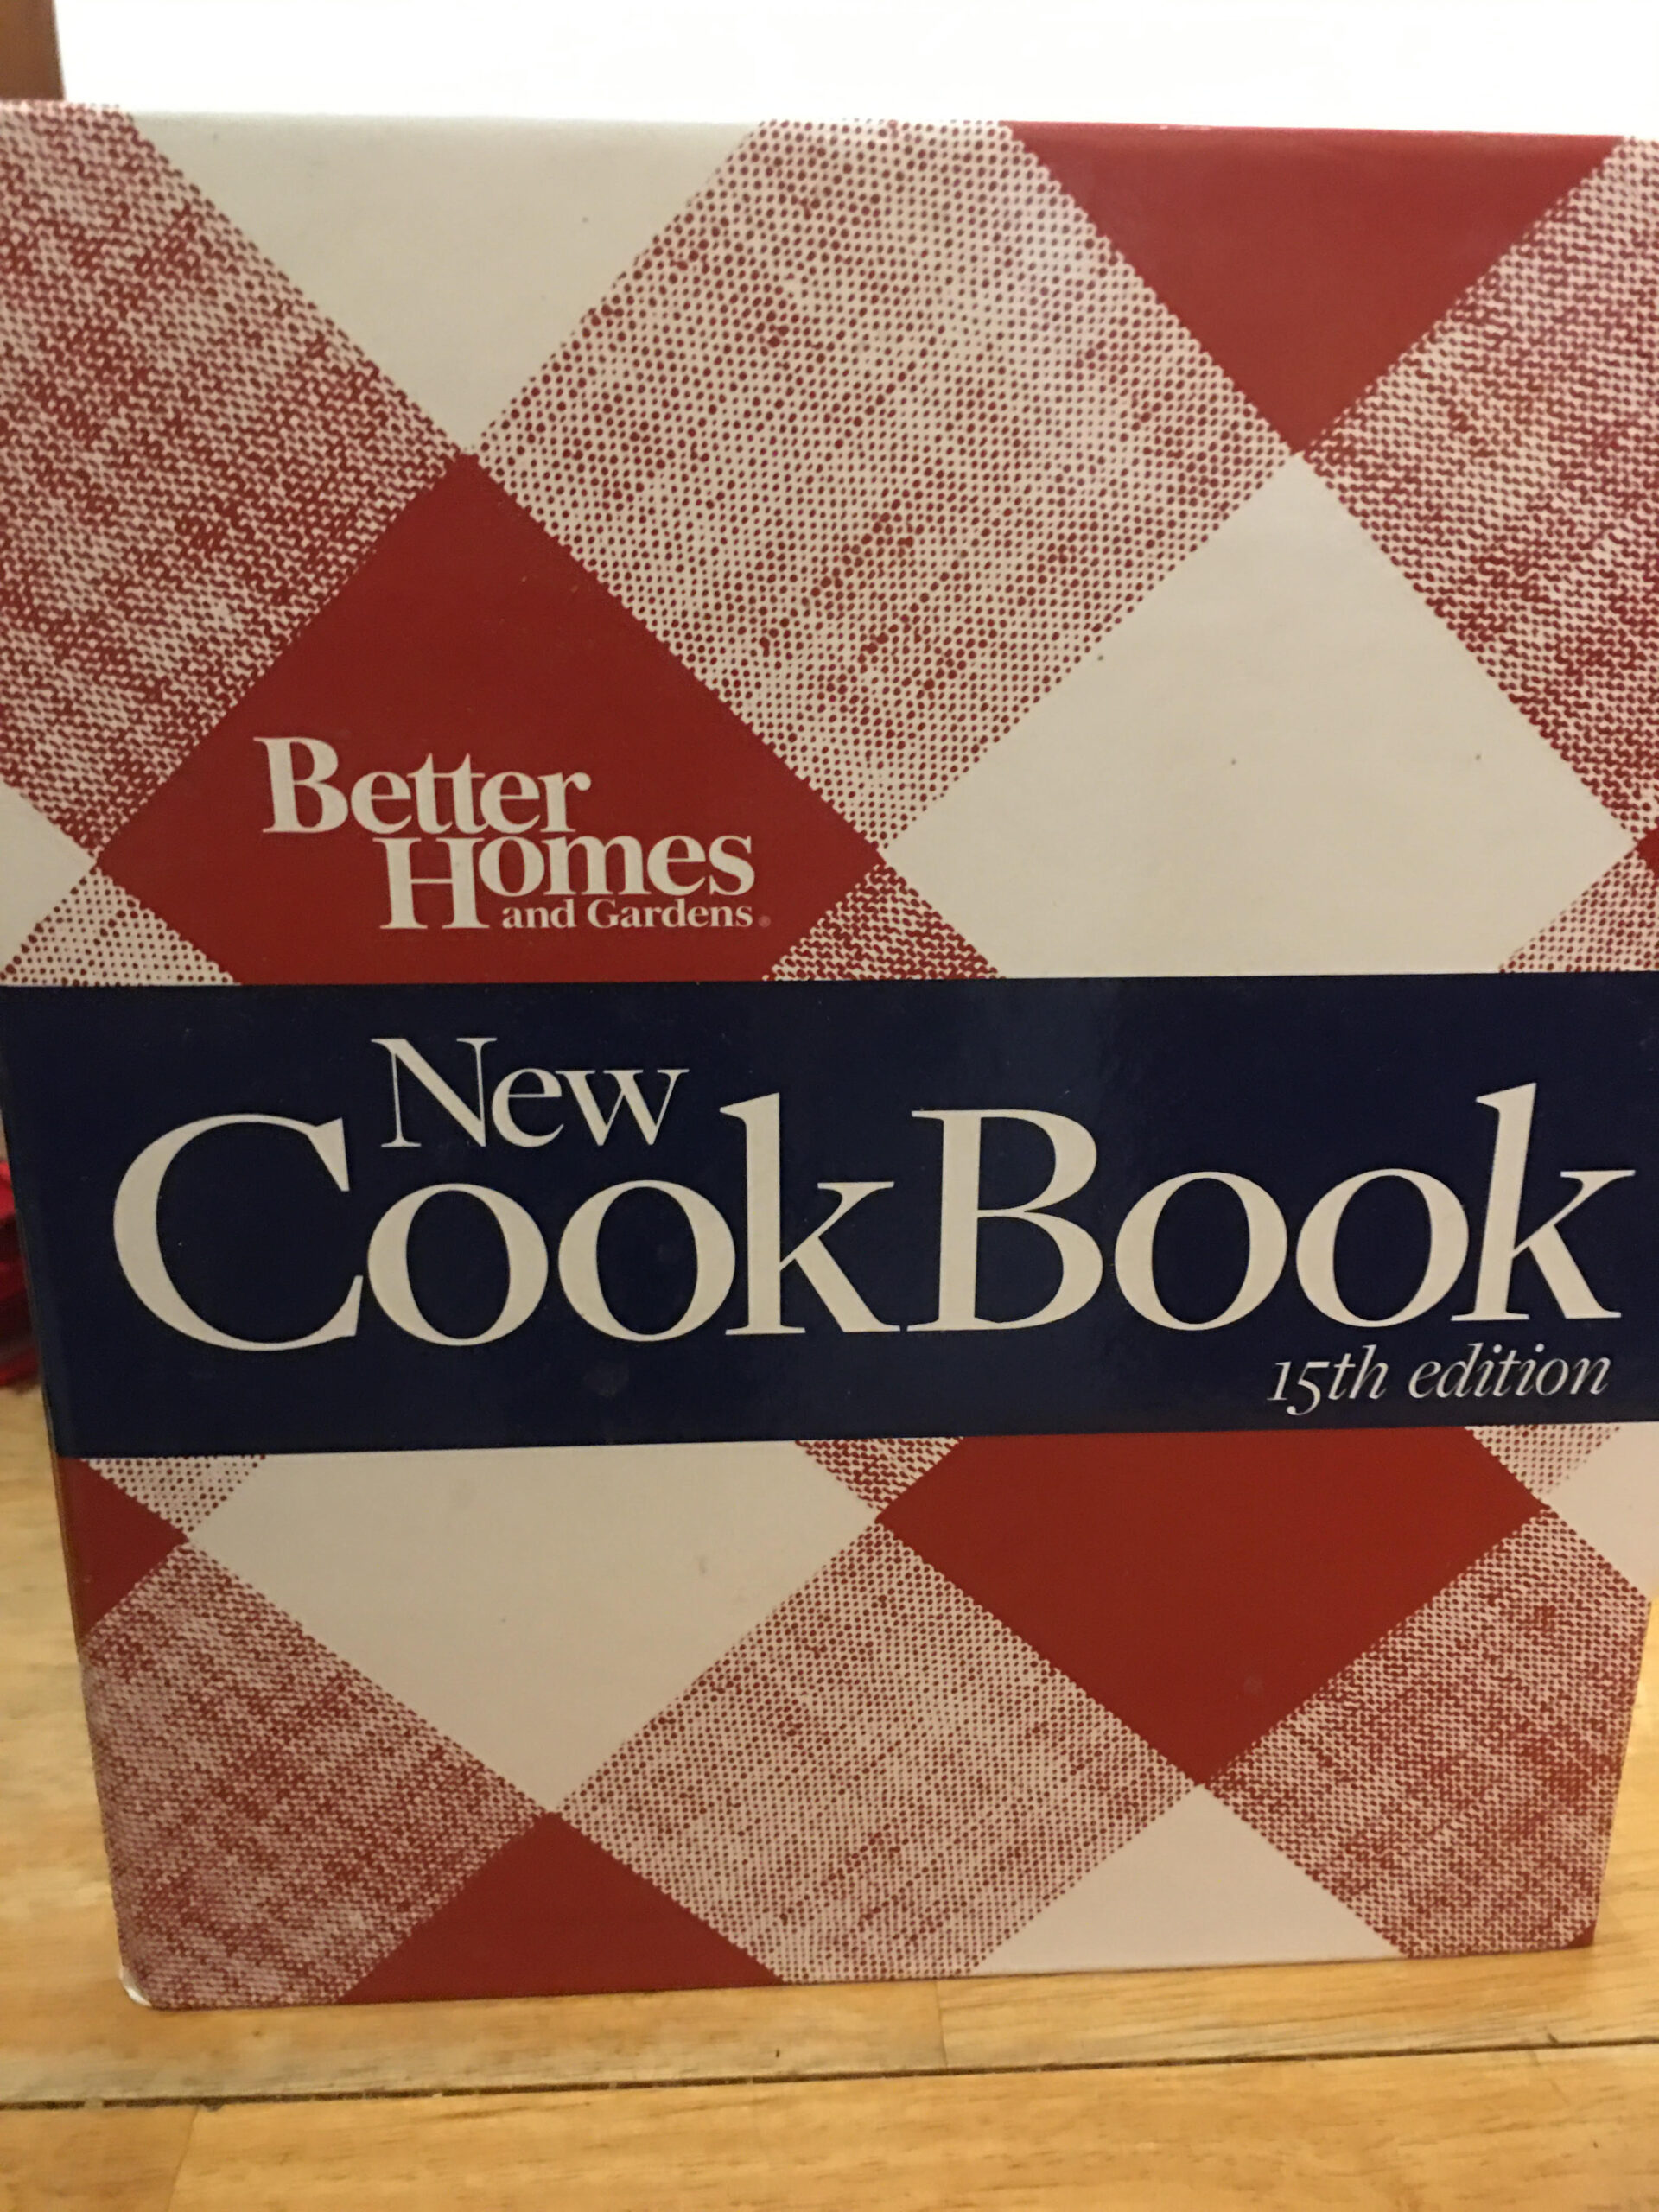 Better
Homes
and Gardens®
New
CookBook
15th edition